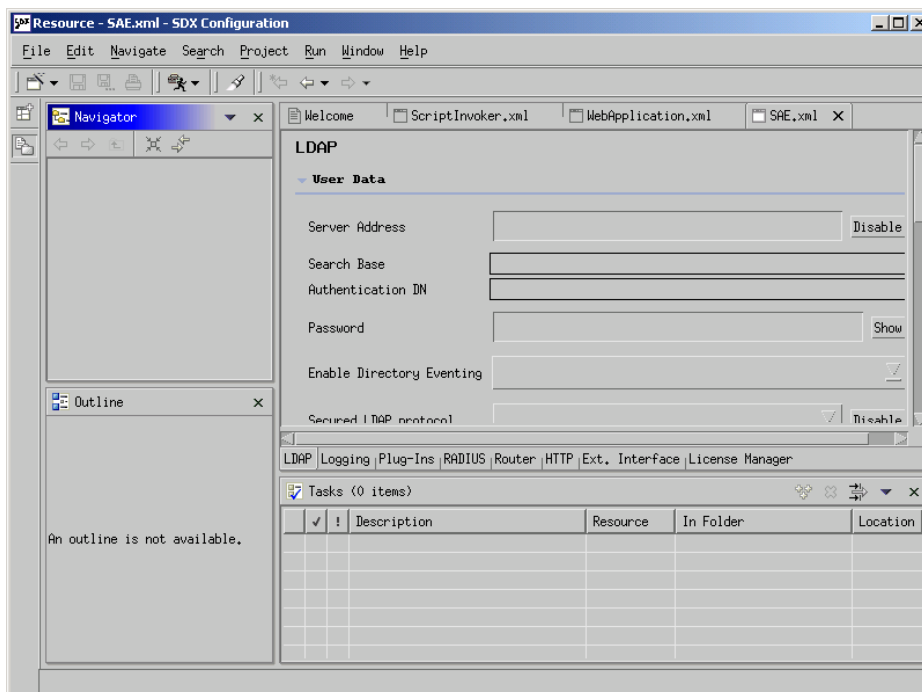 SDX Resource - SAE.xml - SDX Configuration
File Edit Navigate Search Project Run Window Help
Navigator
Welcome ScriptInvoker.xml WebApplication.xml SAE.xml
LDAP
User Data
Server Address Disable
Search Base
Authentication DN
Password Show
Enable Directory Eventing
Secured LDAP protocol Disable
LDAP Logging Plug-Ins RADIUS Router HTTP Ext. Interface License Manager
Outline
An outline is not available.
Tasks (0 items)
! Description Resource In Folder Location